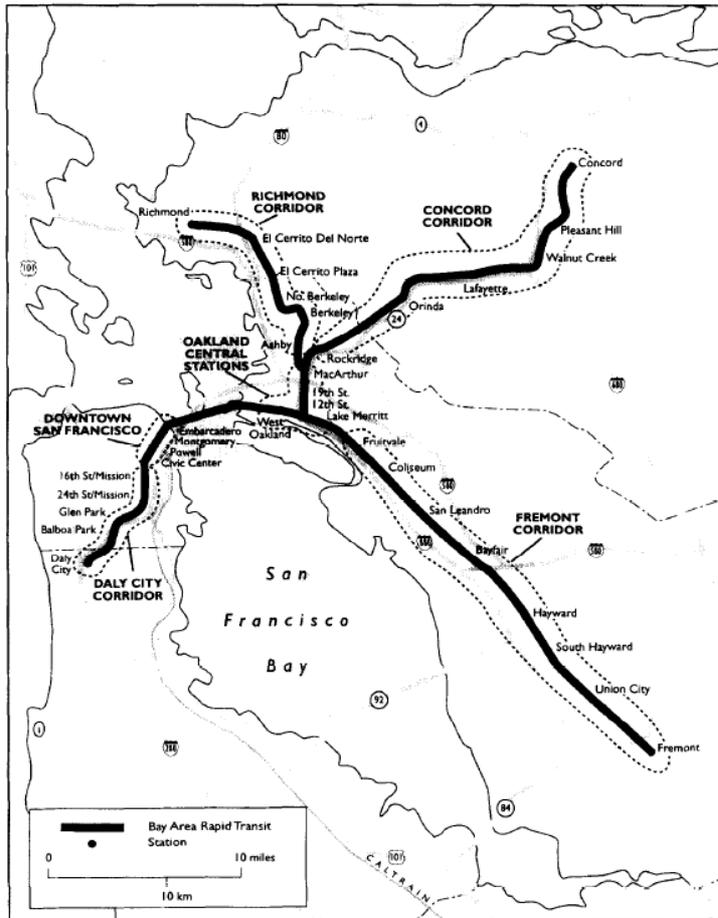 80
4
Concord
RICHMOND
CORRIDOR
Richmond
CONCORD
CORRIDOR
Pleasant Hill
580
El Cerrito Del Norte
Walnut Creek
101
El Cerrito Plaza
Lafayette
No. Berkeley
Berkeley
Orinda
24
OAKLAND
CENTRAL
STATIONS
Ashby
Rockridge
MacArthur
680
19th St.
12th St.
DOWNTOWN
SAN FRANCISCO
Lake Merritt
Embarcadero
West
Oakland
Montgomery
Powell
Civic Center
Fruitvale
16th St/Mission
Coliseum
24th St/Mission
580
Glen Park
San Leandro
Balboa Park
FREMONT
CORRIDOR
880
Bayfair
580
Daly
City
DALY CITY
CORRIDOR
San
Francisco
Bay
Hayward
South Hayward
Union City
92
1
280
Fremont
84
Bay Area Rapid Transit
Station
0 10 miles
10 km
101
CALTRAIN